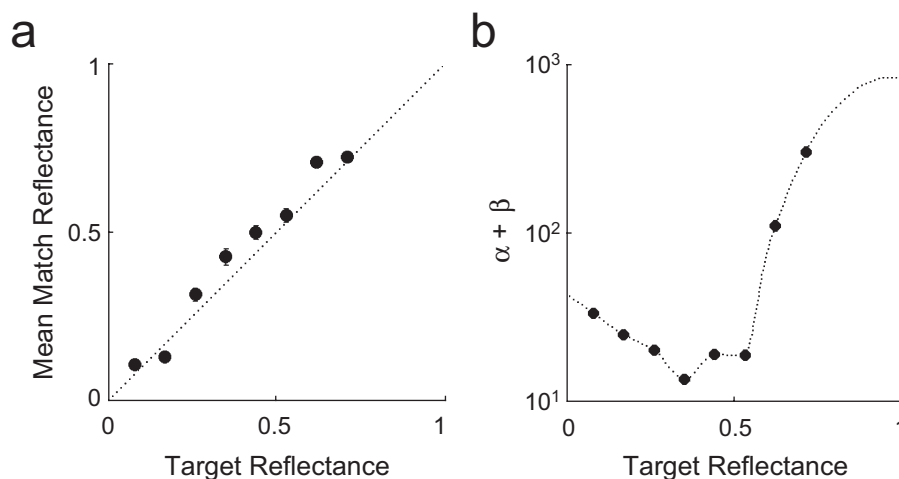 a
Mean Match Reflectance
1
0.5
0
0
0.5
1
Target Reflectance
b
α + β
10³
10²
10¹
0
0.5
1
Target Reflectance